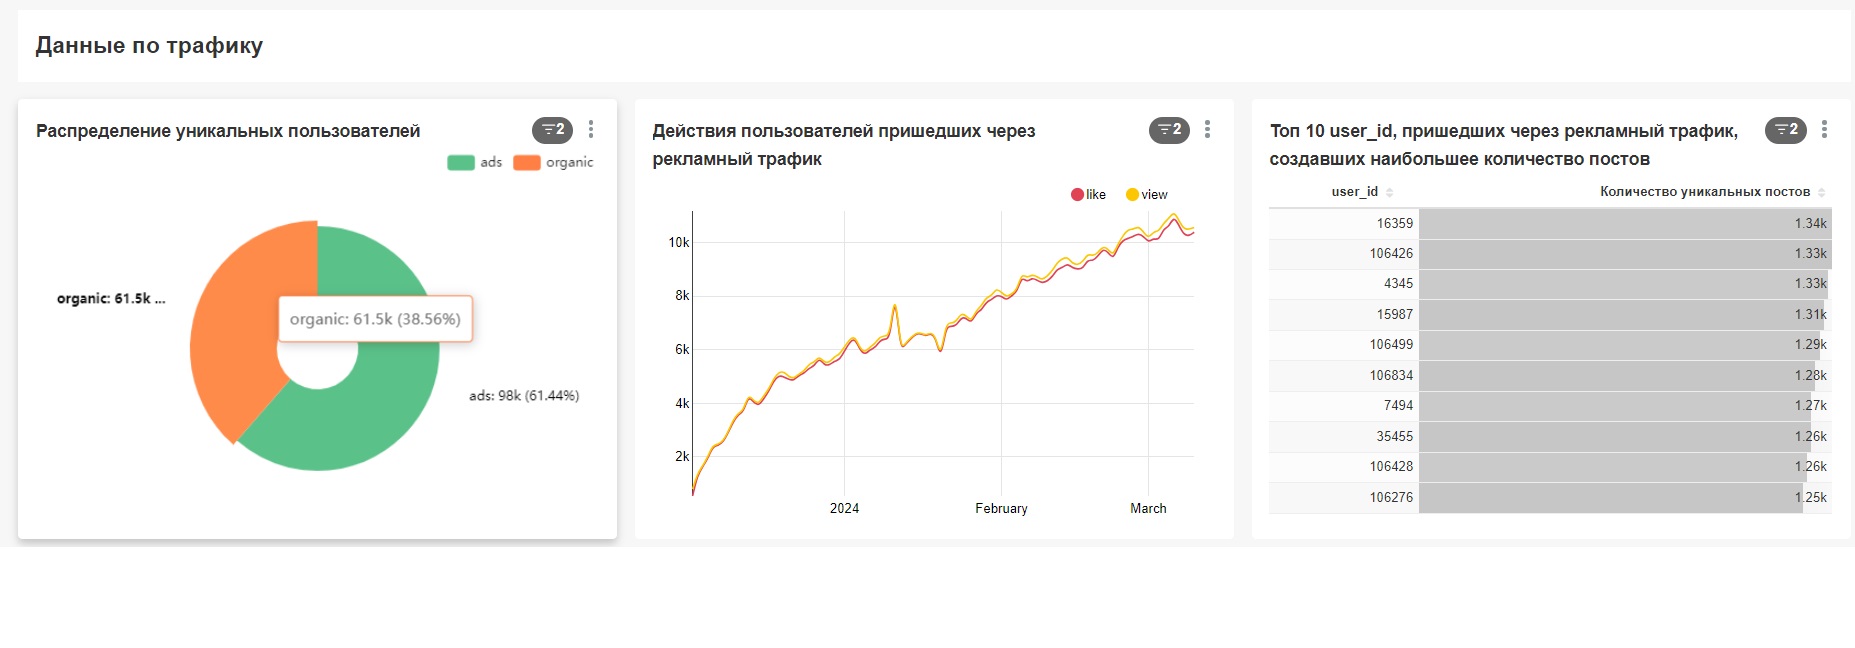 Данные по трафику
Распределение уникальных пользователей
2
ads
organic
organic: 61.5k ...
organic: 61.5k (38.56%)
ads: 98k (61.44%)
Действия пользователей пришедших через
рекламный трафик
2
like
view
10k
8k
6k
4k
2k
2024
February
March
Топ 10 user_id, пришедших через рекламный трафик,
создавших наибольшее количество постов
2
user_id
Количество уникальных постов
16359 1.34k
106426 1.33k
4345 1.33k
15987 1.31k
106499 1.29k
106834 1.28k
7494 1.27k
35455 1.26k
106428 1.26k
106276 1.25k